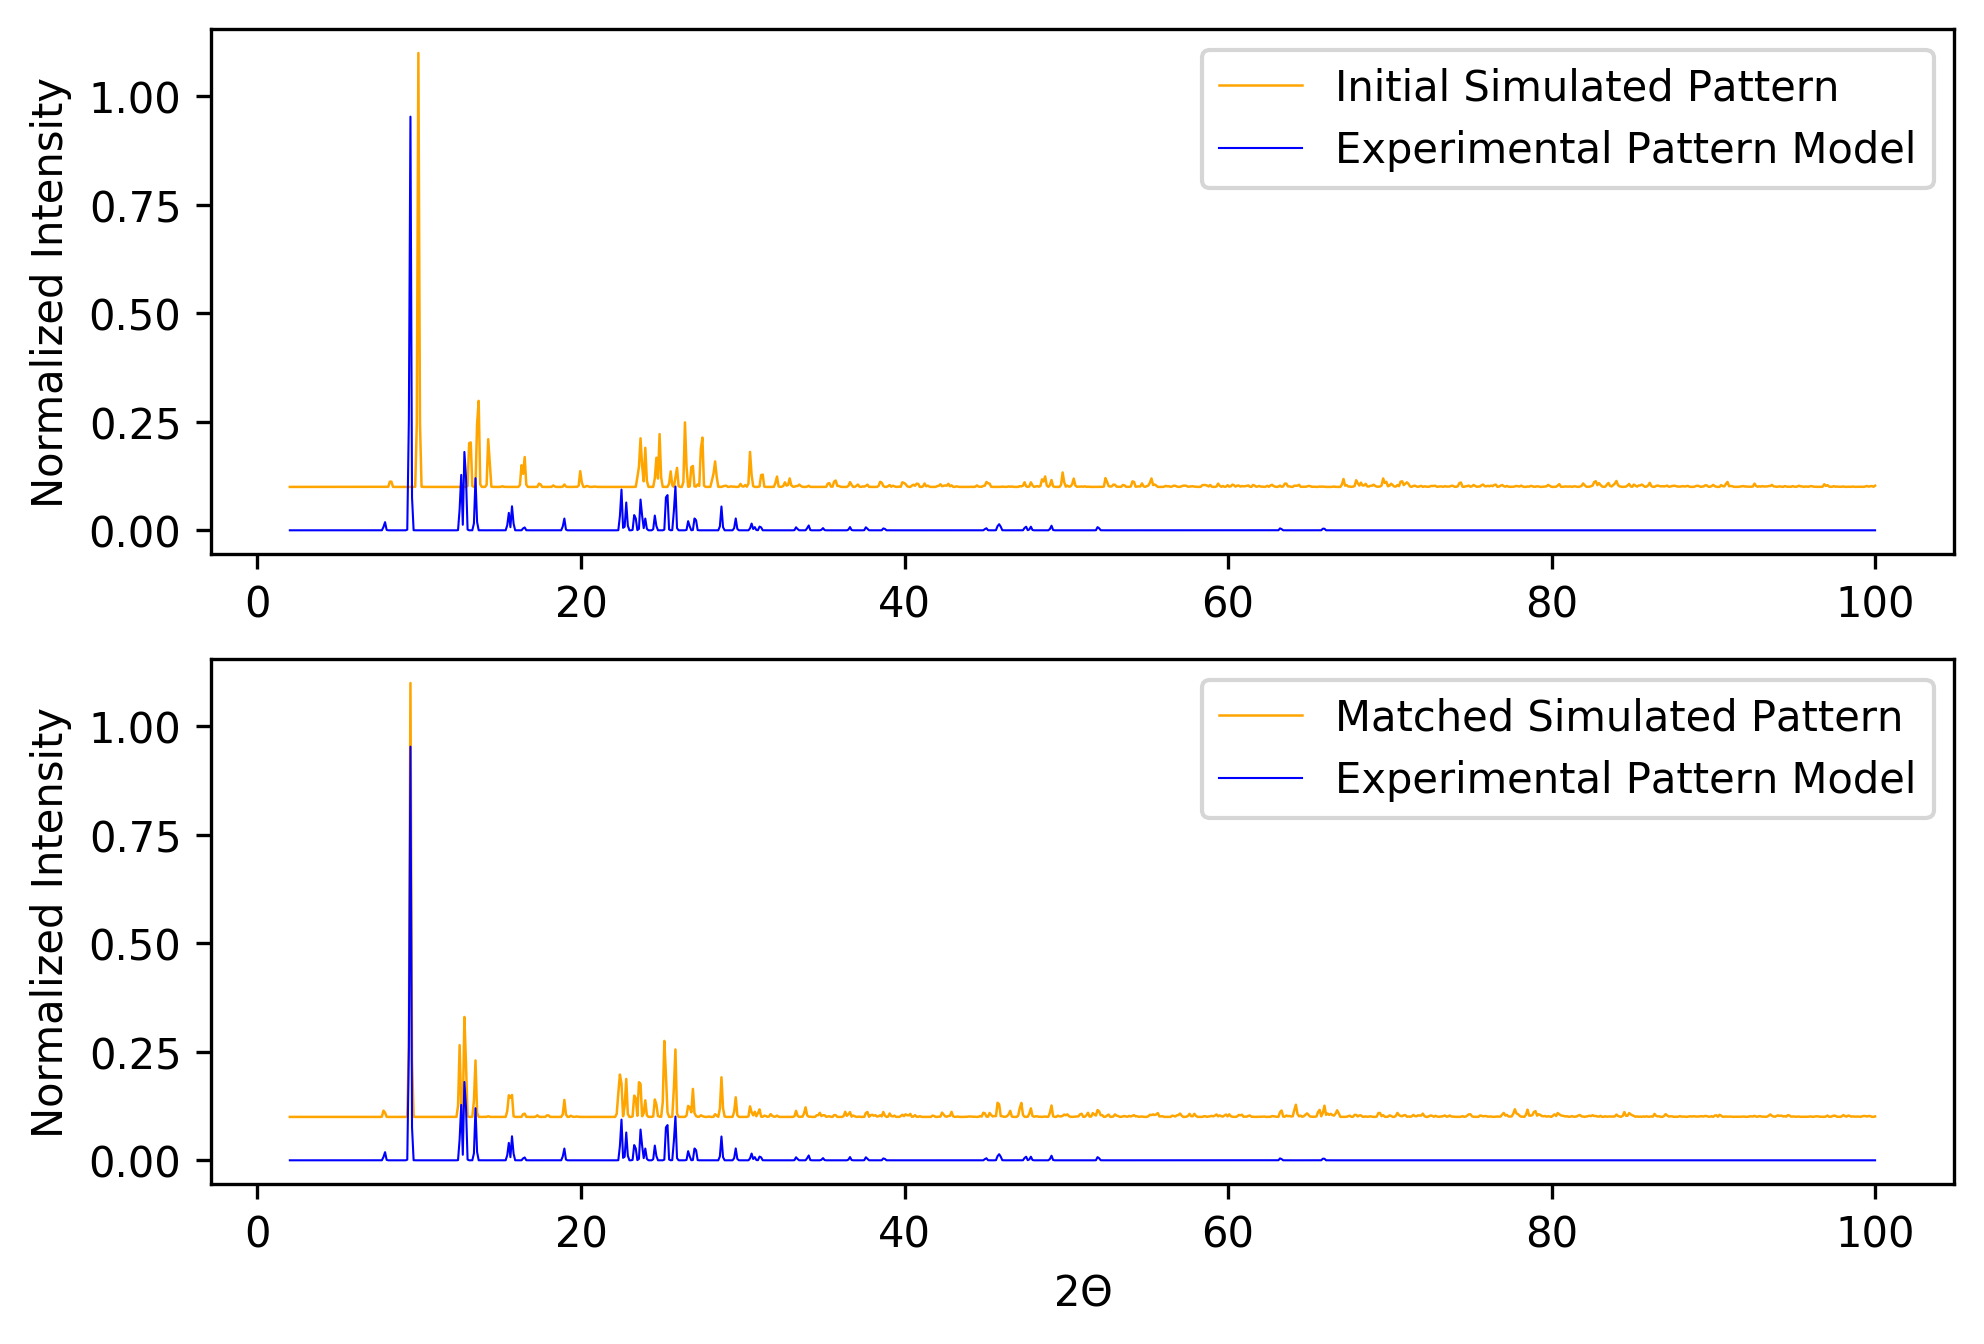 Normalized Intensity
1.00
0.75
0.50
0.25
0.00
Initial Simulated Pattern
Experimental Pattern Model
0 20 40 60 80 100
Normalized Intensity
1.00
0.75
0.50
0.25
0.00
Matched Simulated Pattern
Experimental Pattern Model
0 20 40 60 80 100
2Θ